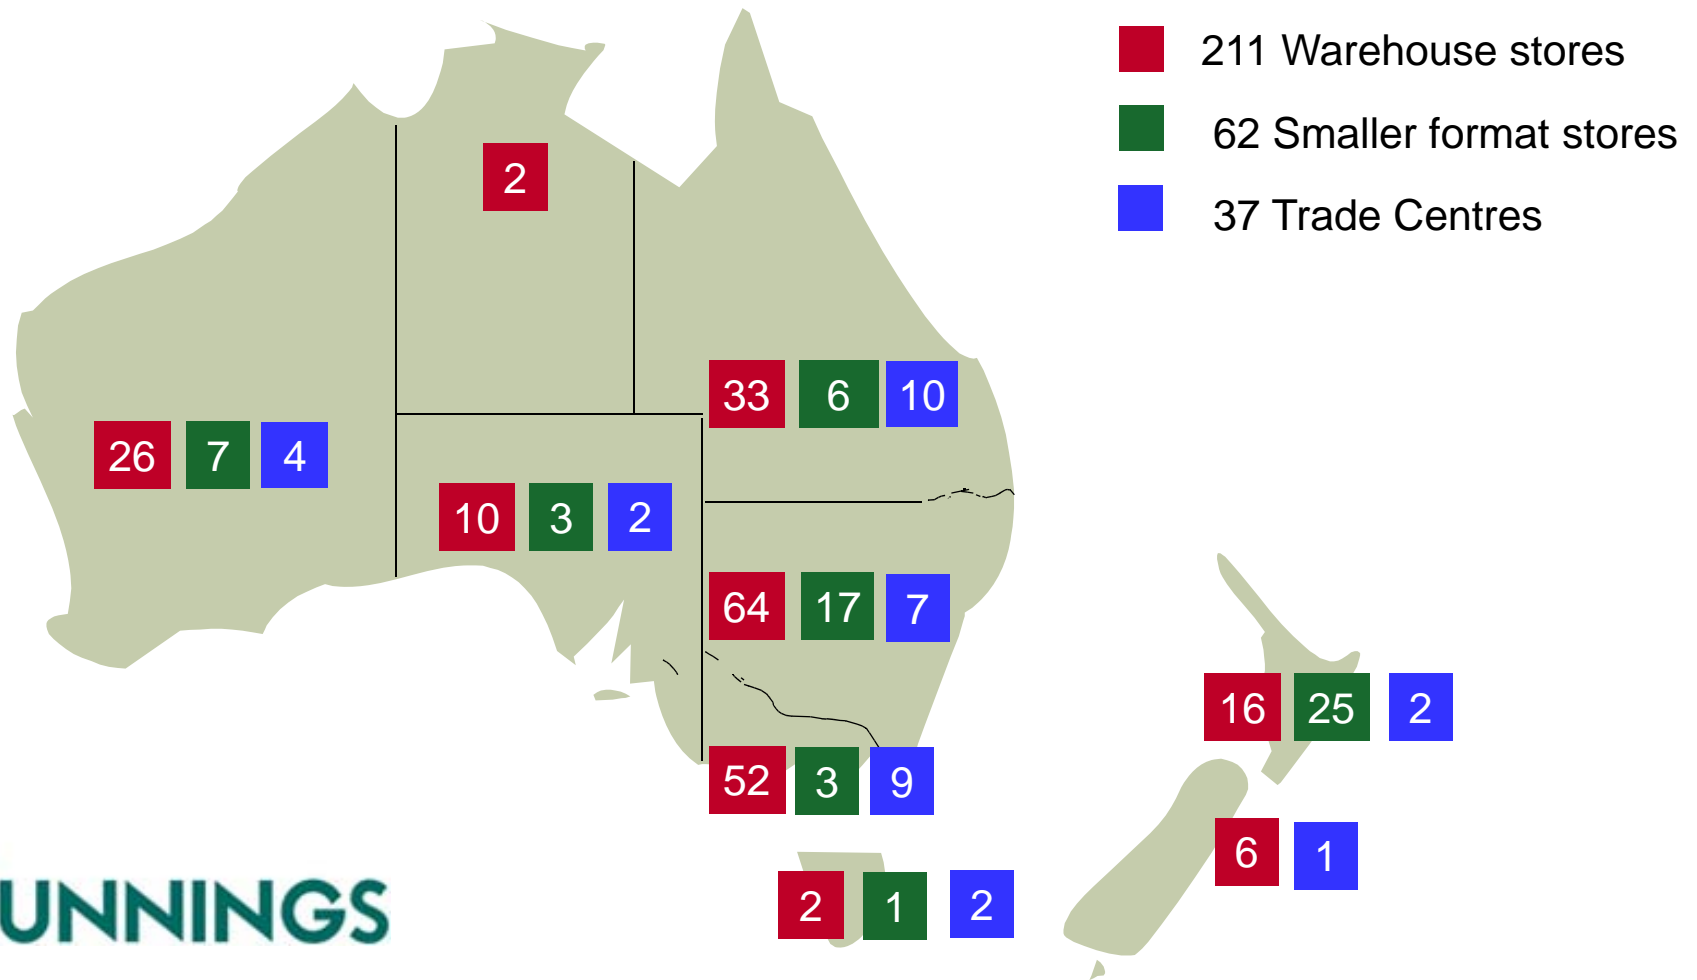 211 Warehouse stores
62 Smaller format stores
37 Trade Centres
2
33 6 10
26 7 4
10 3 2
64 17 7
16 25 2
52 3 9
6 1
2 1 2
UNNINGS